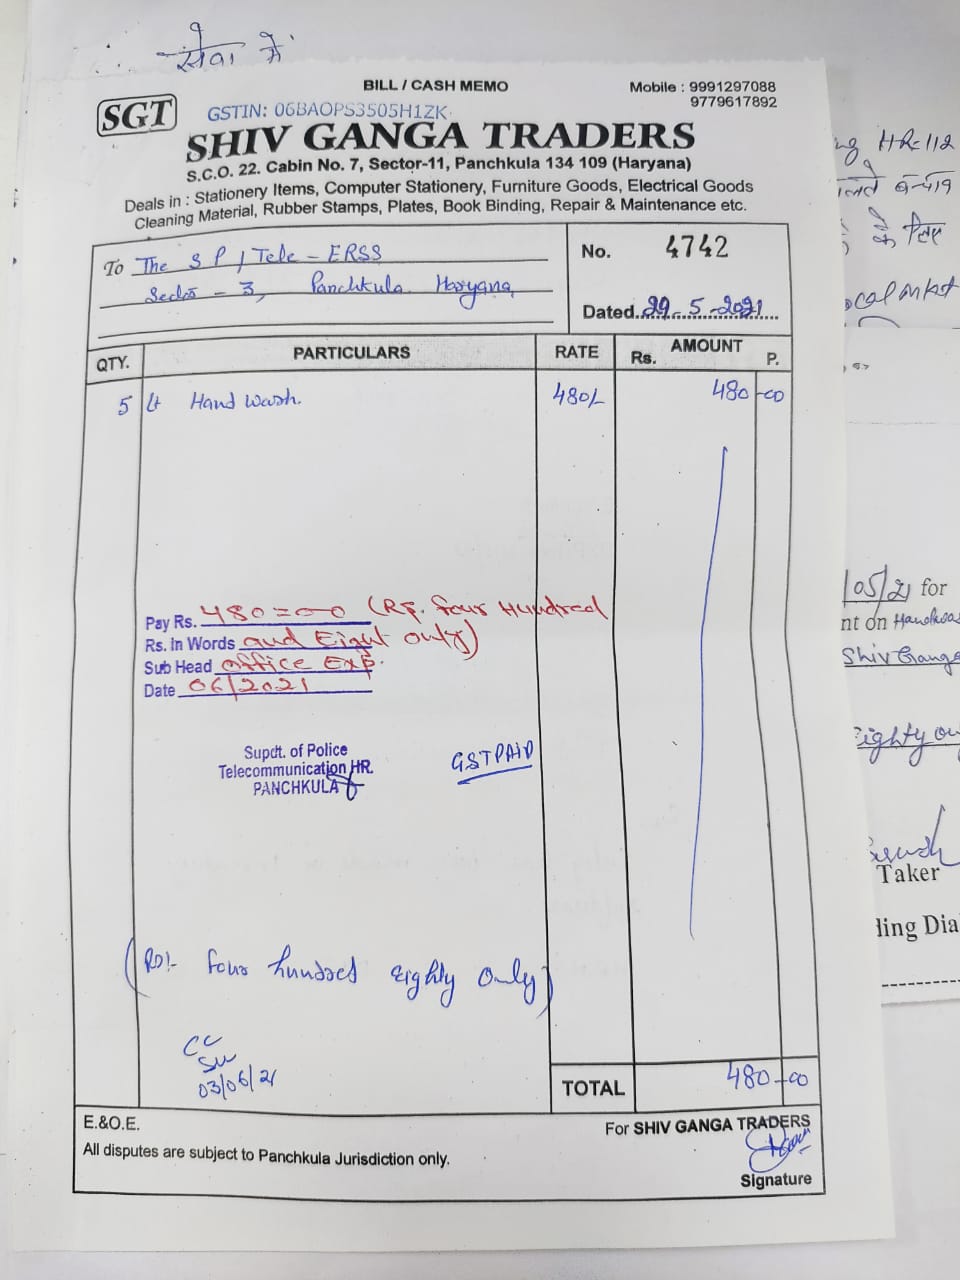 सेवा में
BILL / CASH MEMO
Mobile : 9991297088
9779617892
SGT
GSTIN: 06BAOPS3505H1ZK
SHIV GANGA TRADERS
S.C.O. 22. Cabin No. 7, Sector-11, Panchkula 134 109 (Haryana)
Deals in : Stationery Items, Computer Stationery, Furniture Goods, Electrical Goods
Cleaning Material, Rubber Stamps, Plates, Book Binding, Repair & Maintenance etc.
To The SP, Tele - ERSS
Sector - 3, Panchkula Haryana
No. 4742
Dated. 29-5-2021
QTY. PARTICULARS RATE AMOUNT
Rs. P.
5 Lt Hand Wash. 480/- 480-00
Pay Rs. 480=00 (Rs. four Hundred
Rs. In Words and Eight only)
Sub Head office Exp.
Date 06/2021
Supdt. of Police
Telecommunication HR.
PANCHKULA
GST PAID
(Rs/- four hundred Eighty Only)
CC
03/06/21
TOTAL 480-00
E.&O.E.
For SHIV GANGA TRADERS
All disputes are subject to Panchkula Jurisdiction only.
Signature
HR-112
के लिए
/05/21 for
nt on Handwas
Shiv Ganga
Eighty on
Taker
ling Dia